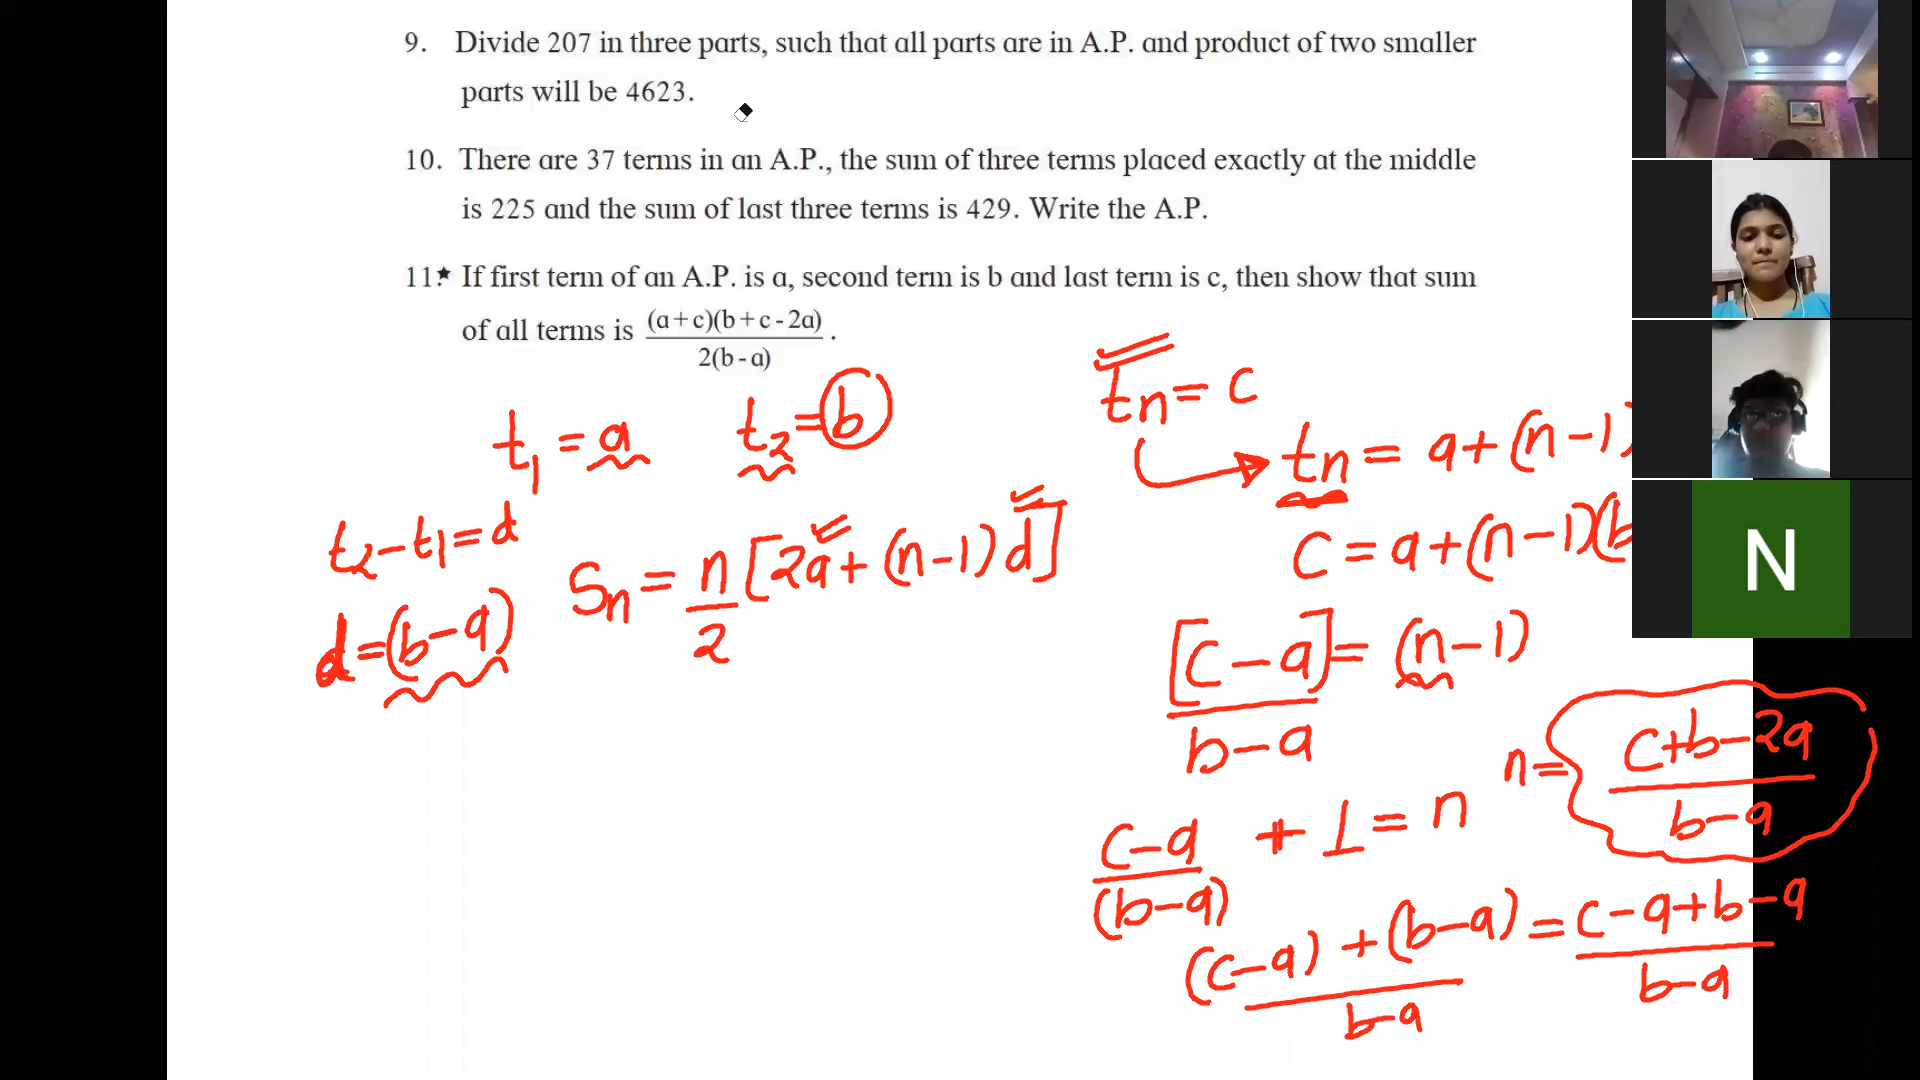 9. Divide 207 in three parts, such that all parts are in A.P. and product of two smaller
parts will be 4623.
10. There are 37 terms in an A.P., the sum of three terms placed exactly at the middle
is 225 and the sum of last three terms is 429. Write the A.P.
11.★ If first term of an A.P. is a, second term is b and last term is c, then show that sum
of all terms is (a+c)(b+c-2a) / 2(b-a) .
t₁ = a
t₂ = b
tn = c
tn = a+(n-1)
t₂-t₁=d
Sn = n/2 [2a+(n-1)d]
c = a+(n-1)(b
d=(b-a)
[c-a]/b-a = (n-1)
n= c+b-2a / b-a
c-a/(b-a) + 1 = n
(c-a)+(b-a) / b-a = c-a+b-a / b-a
N